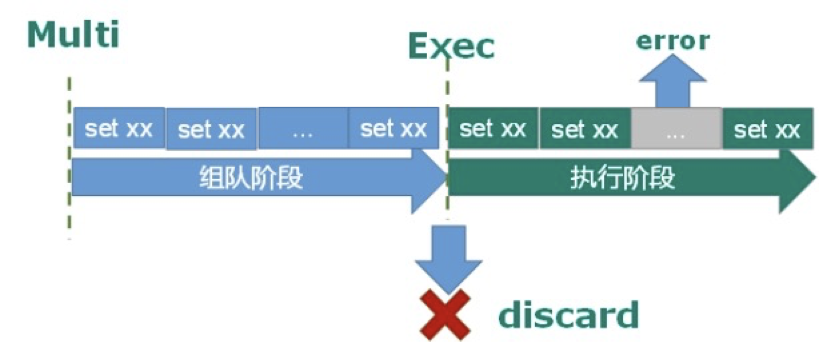 Multi
Exec
error
set xx set xx ... set xx set xx set xx ... set xx
组队阶段 执行阶段
discard